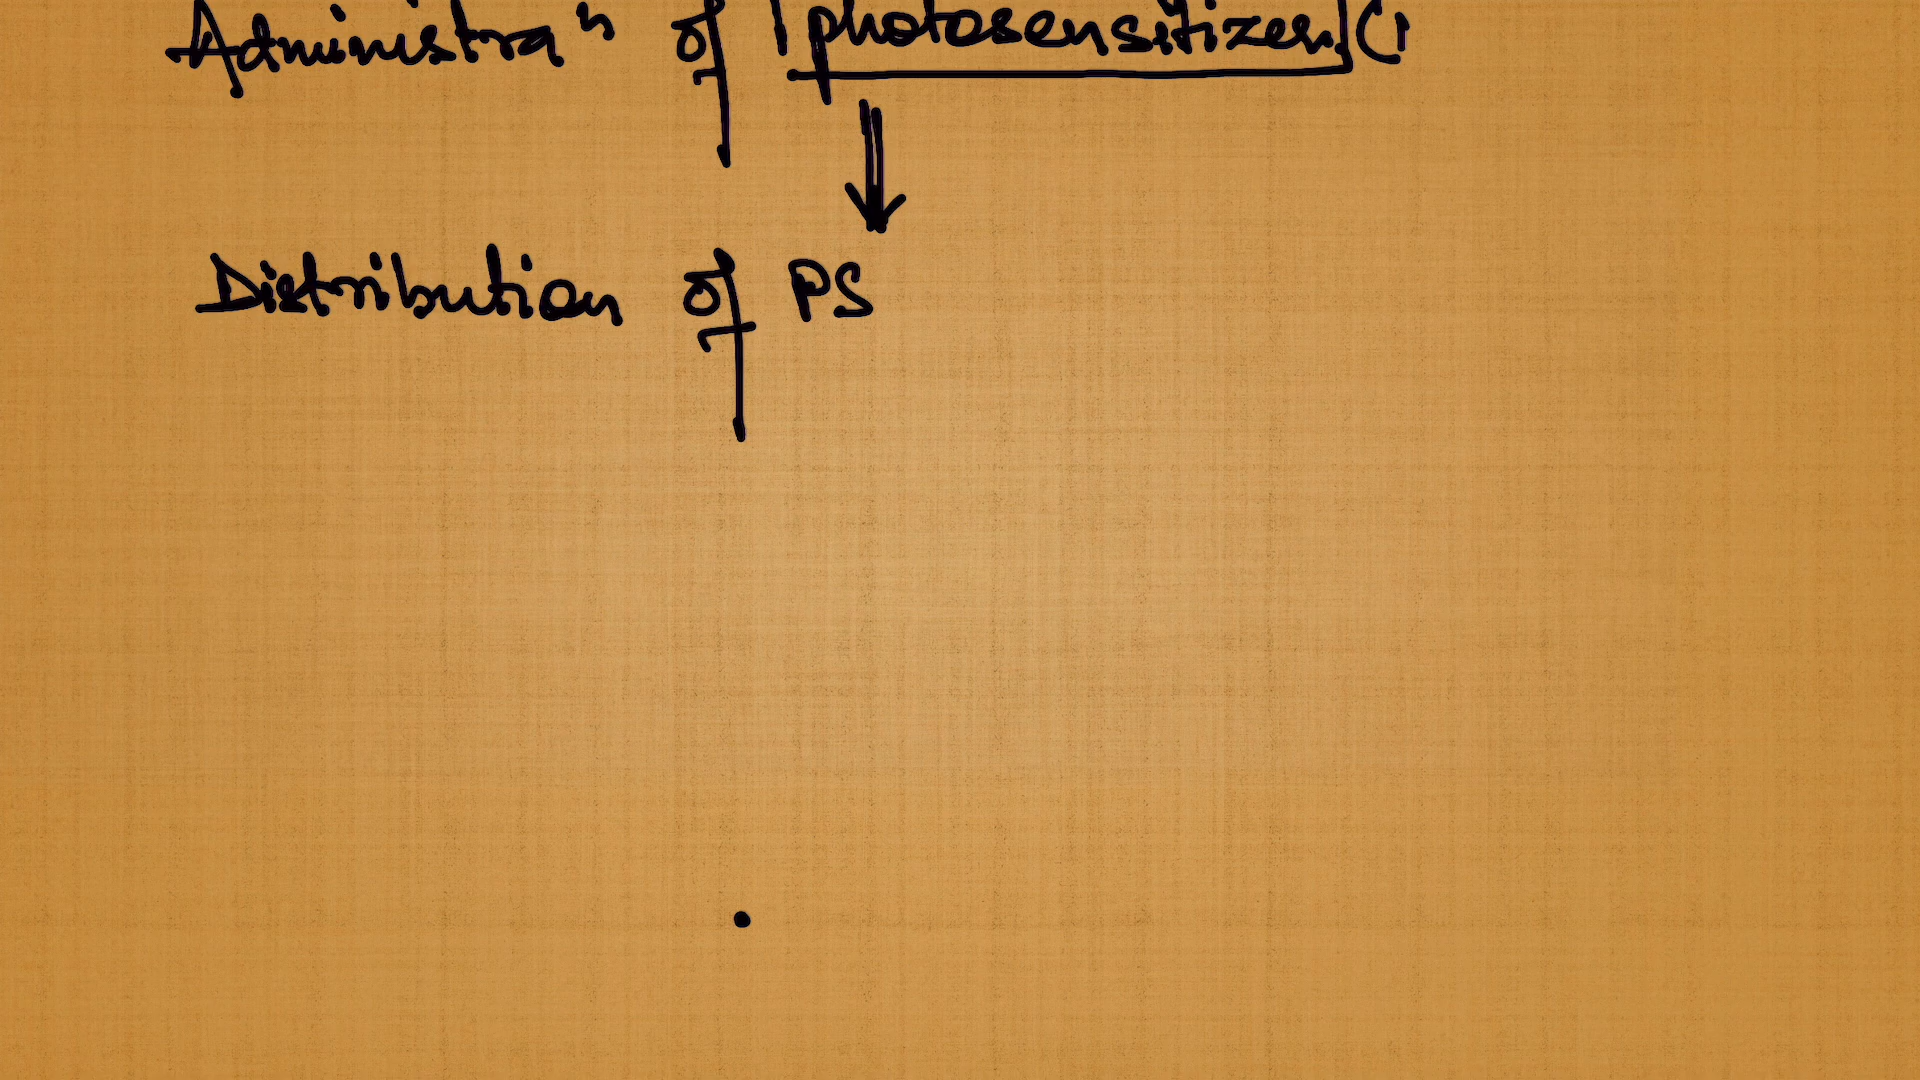 Administraⁿ of photosensitizer (
Distribution of PS